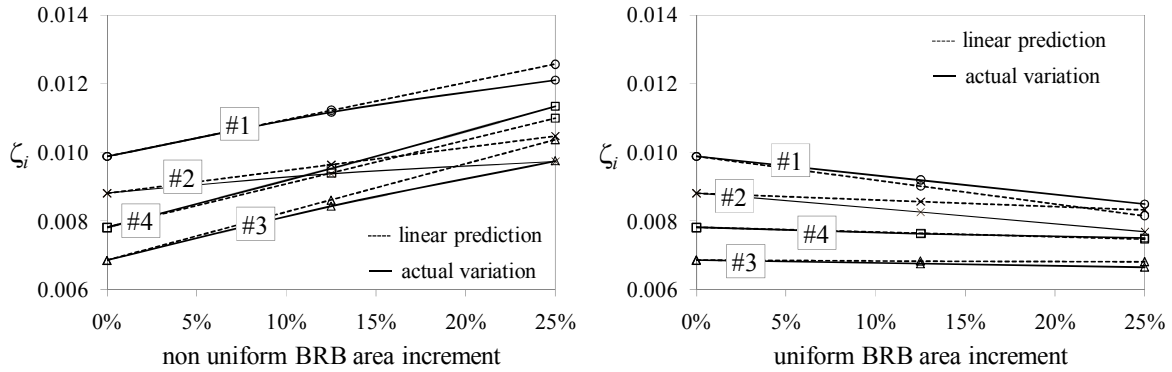 0.014
0.012
0.010
0.008
0.006
ζi
#1
#2
#4
#3
linear prediction
actual variation
0% 5% 10% 15% 20% 25%
non uniform BRB area increment
0.014
0.012
0.010
0.008
0.006
ζi
linear prediction
actual variation
#1
#2
#4
#3
0% 5% 10% 15% 20% 25%
uniform BRB area increment